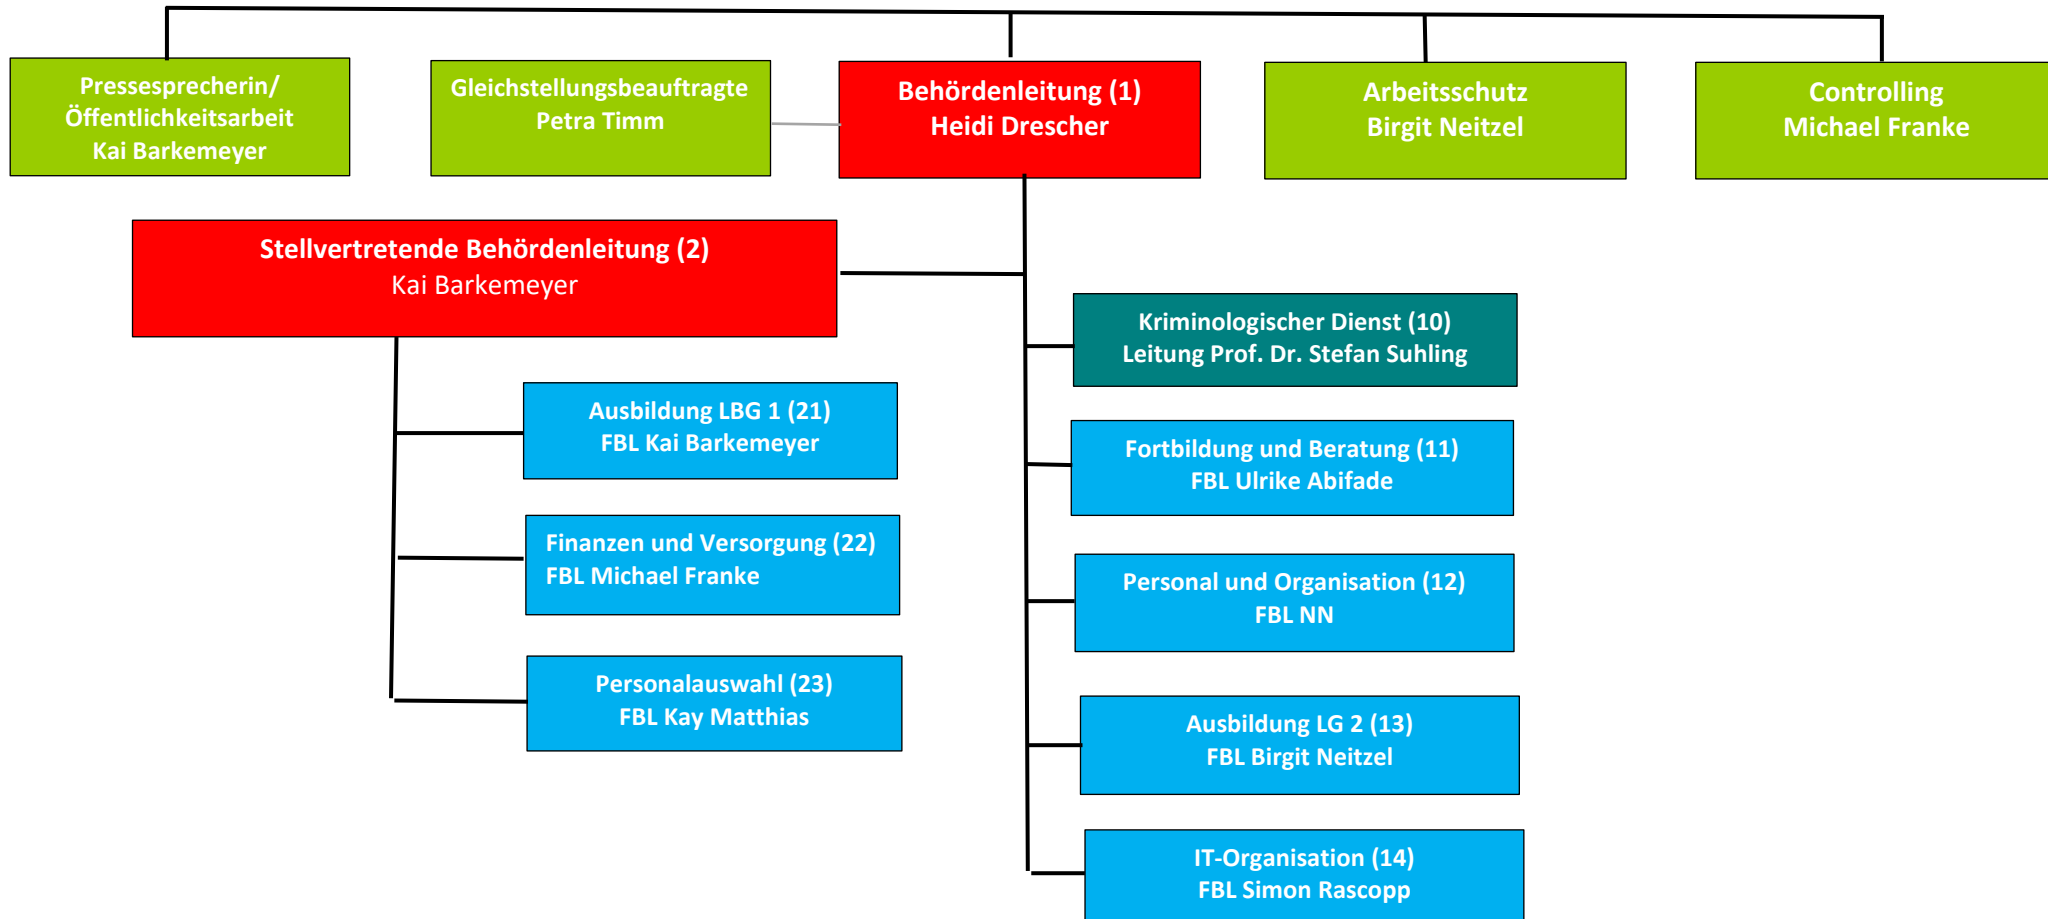 Pressesprecherin/
Öffentlichkeitsarbeit
Kai Barkemeyer
Gleichstellungsbeauftragte
Petra Timm
Behördenleitung (1)
Heidi Drescher
Arbeitsschutz
Birgit Neitzel
Controlling
Michael Franke
Stellvertretende Behördenleitung (2)
Kai Barkemeyer
Ausbildung LBG 1 (21)
FBL Kai Barkemeyer
Finanzen und Versorgung (22)
FBL Michael Franke
Personalauswahl (23)
FBL Kay Matthias
Kriminologischer Dienst (10)
Leitung Prof. Dr. Stefan Suhling
Fortbildung und Beratung (11)
FBL Ulrike Abifade
Personal und Organisation (12)
FBL NN
Ausbildung LG 2 (13)
FBL Birgit Neitzel
IT-Organisation (14)
FBL Simon Rascopp